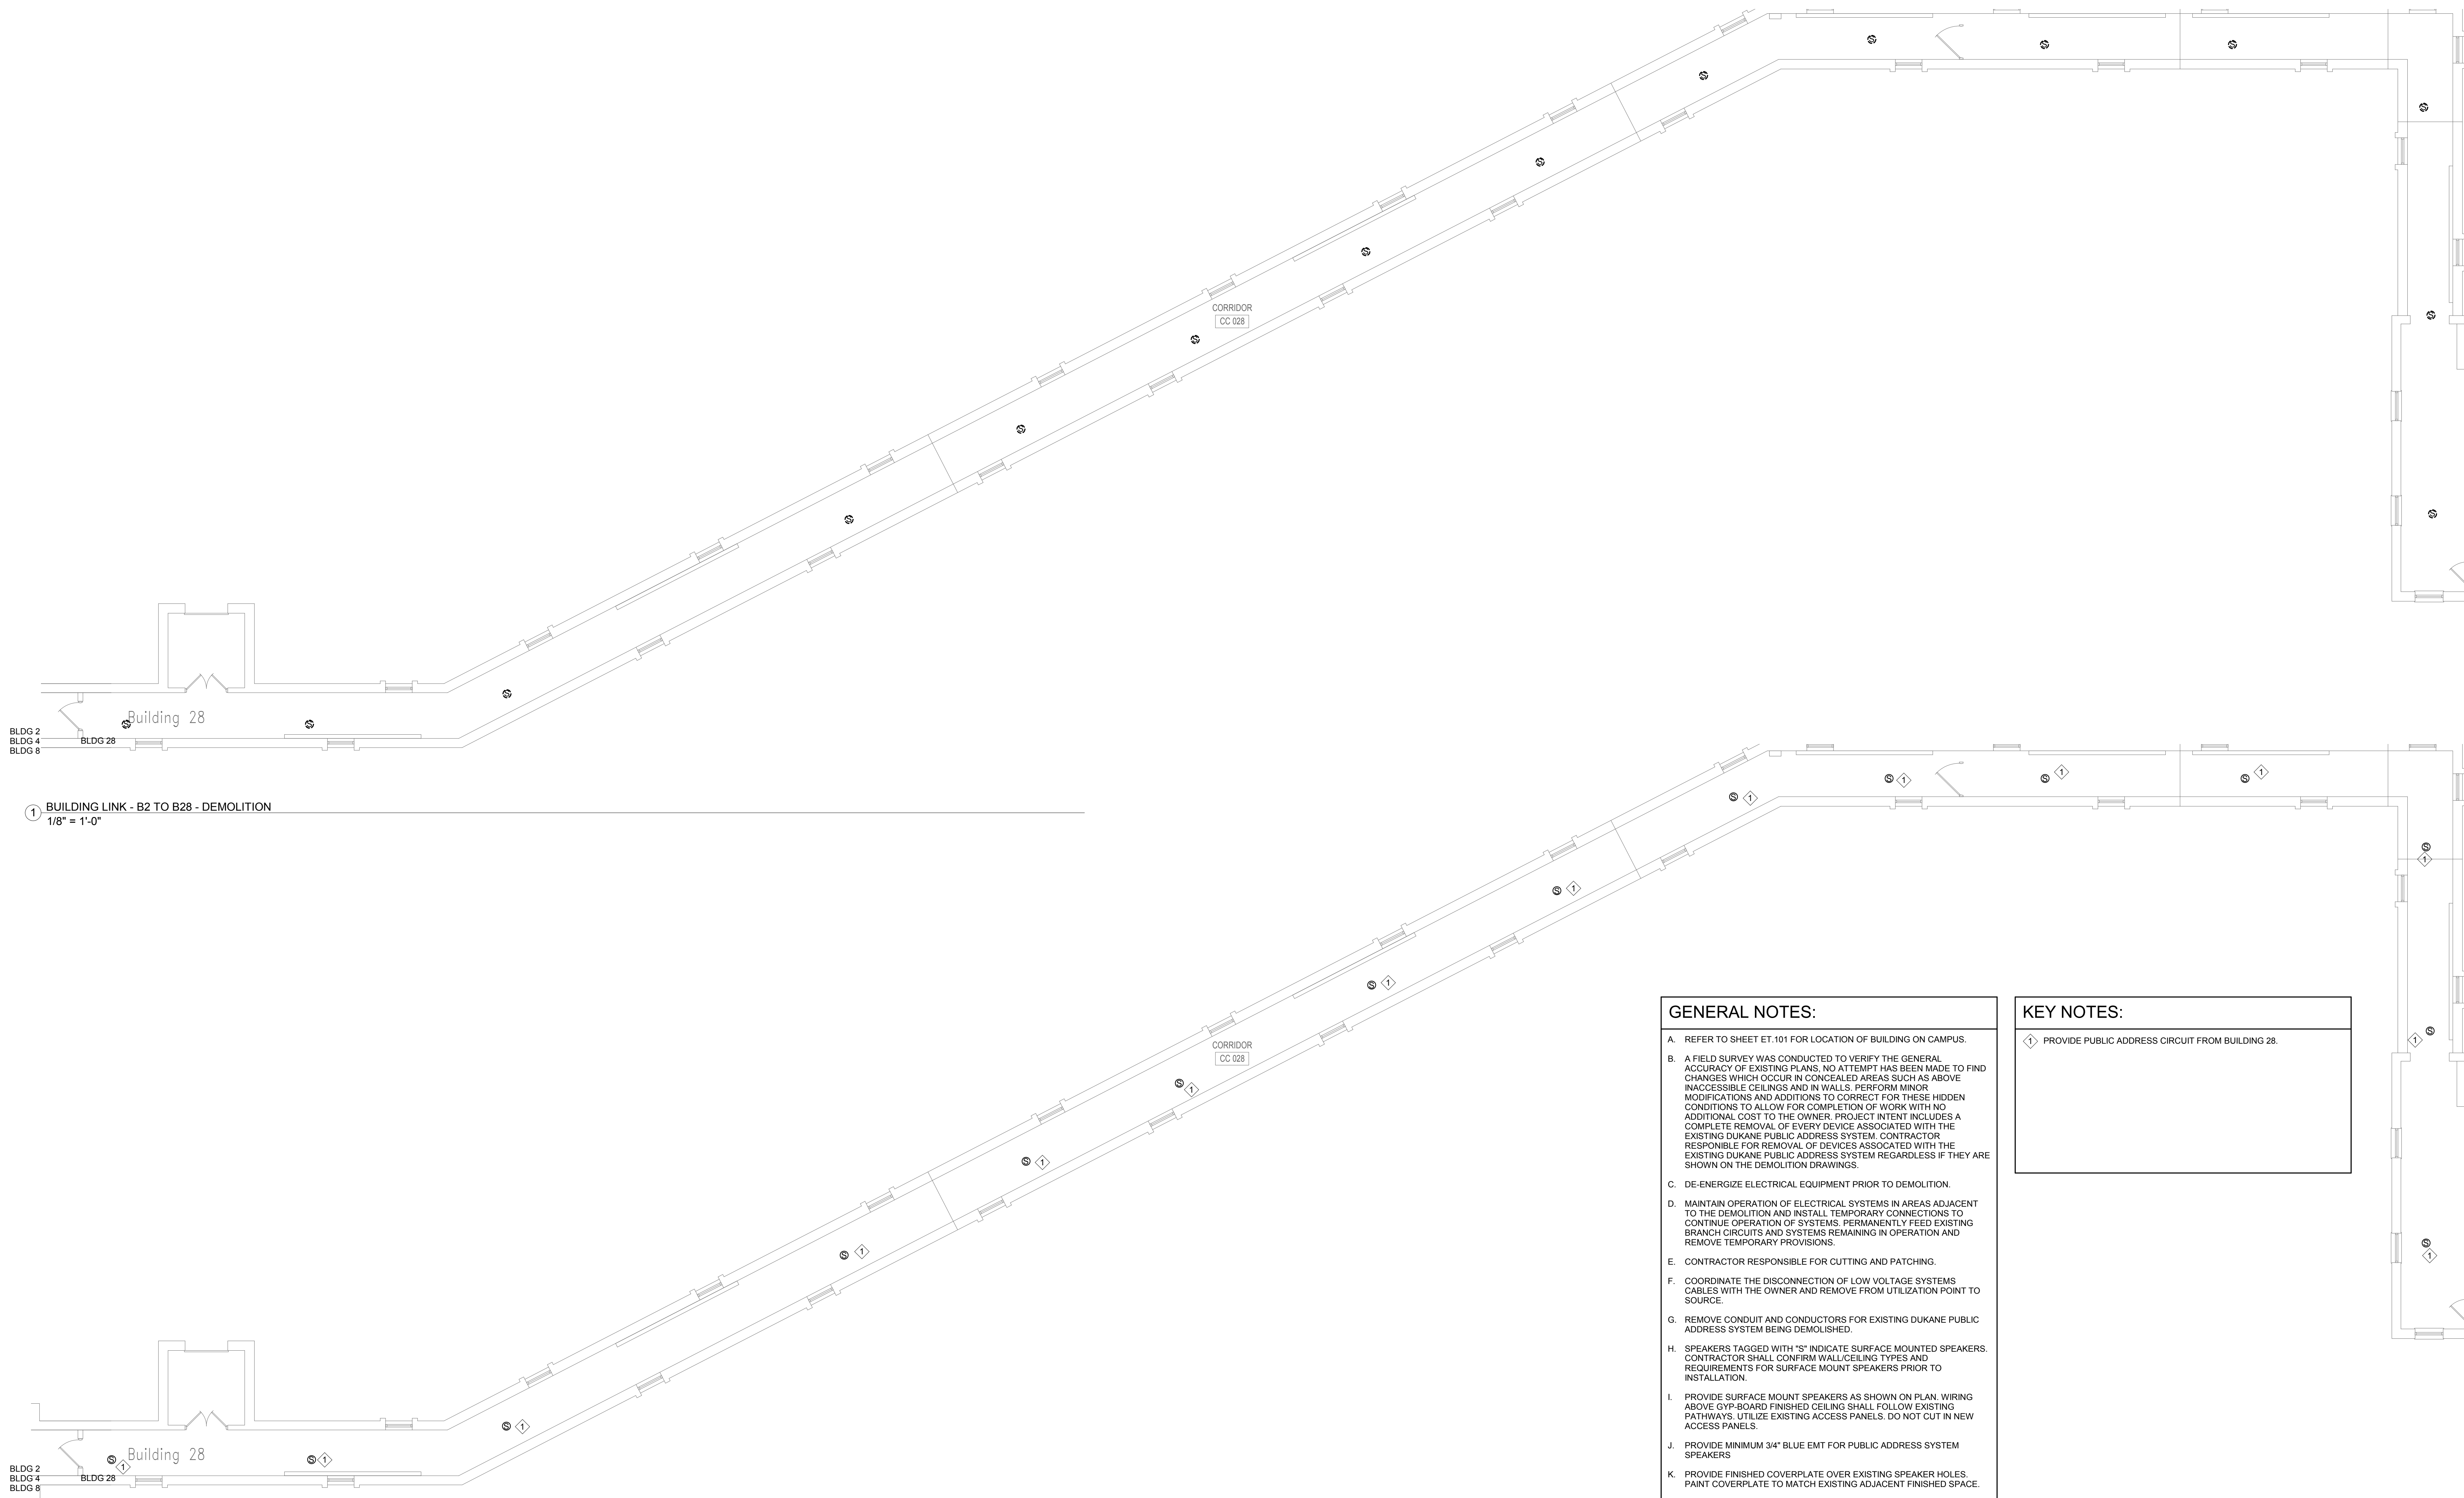 S S S
S
S
S
S
CORRIDOR
CC 028
S
S
S
S
S
S
S
Building 28
S S
BLDG 2
BLDG 4 BLDG 28
BLDG 8
1 BUILDING LINK - B2 TO B28 - DEMOLITION
1/8" = 1'-0"
S 1 S 1 S 1
S 1
S
1
S 1
S 1
CORRIDOR
CC 028
S 1
S 1
S 1
S 1
Building 28
S 1 S 1
BLDG 2
BLDG 4 BLDG 28
BLDG 8
S
1
S
1
GENERAL NOTES:
A. REFER TO SHEET ET.101 FOR LOCATION OF BUILDING ON CAMPUS.
B. A FIELD SURVEY WAS CONDUCTED TO VERIFY THE GENERAL
ACCURACY OF EXISTING PLANS, NO ATTEMPT HAS BEEN MADE TO FIND
CHANGES WHICH OCCUR IN CONCEALED AREAS SUCH AS ABOVE
INACCESSIBLE CEILINGS AND IN WALLS. PERFORM MINOR
MODIFICATIONS AND ADDITIONS TO CORRECT FOR THESE HIDDEN
CONDITIONS TO ALLOW FOR COMPLETION OF WORK WITH NO
ADDITIONAL COST TO THE OWNER. PROJECT INTENT INCLUDES A
COMPLETE REMOVAL OF EVERY DEVICE ASSOCIATED WITH THE
EXISTING DUKANE PUBLIC ADDRESS SYSTEM. CONTRACTOR
RESPONIBLE FOR REMOVAL OF DEVICES ASSOCATED WITH THE
EXISTING DUKANE PUBLIC ADDRESS SYSTEM REGARDLESS IF THEY ARE
SHOWN ON THE DEMOLITION DRAWINGS.
C. DE-ENERGIZE ELECTRICAL EQUIPMENT PRIOR TO DEMOLITION.
D. MAINTAIN OPERATION OF ELECTRICAL SYSTEMS IN AREAS ADJACENT
TO THE DEMOLITION AND INSTALL TEMPORARY CONNECTIONS TO
CONTINUE OPERATION OF SYSTEMS. PERMANENTLY FEED EXISTING
BRANCH CIRCUITS AND SYSTEMS REMAINING IN OPERATION AND
REMOVE TEMPORARY PROVISIONS.
E. CONTRACTOR RESPONSIBLE FOR CUTTING AND PATCHING.
F. COORDINATE THE DISCONNECTION OF LOW VOLTAGE SYSTEMS
CABLES WITH THE OWNER AND REMOVE FROM UTILIZATION POINT TO
SOURCE.
G. REMOVE CONDUIT AND CONDUCTORS FOR EXISTING DUKANE PUBLIC
ADDRESS SYSTEM BEING DEMOLISHED.
H. SPEAKERS TAGGED WITH "S" INDICATE SURFACE MOUNTED SPEAKERS.
CONTRACTOR SHALL CONFIRM WALL/CEILING TYPES AND
REQUIREMENTS FOR SURFACE MOUNT SPEAKERS PRIOR TO
INSTALLATION.
I. PROVIDE SURFACE MOUNT SPEAKERS AS SHOWN ON PLAN. WIRING
ABOVE GYP-BOARD FINISHED CEILING SHALL FOLLOW EXISTING
PATHWAYS. UTILIZE EXISTING ACCESS PANELS. DO NOT CUT IN NEW
ACCESS PANELS.
J. PROVIDE MINIMUM 3/4" BLUE EMT FOR PUBLIC ADDRESS SYSTEM
SPEAKERS
K. PROVIDE FINISHED COVERPLATE OVER EXISTING SPEAKER HOLES.
PAINT COVERPLATE TO MATCH EXISTING ADJACENT FINISHED SPACE.
KEY NOTES:
1 PROVIDE PUBLIC ADDRESS CIRCUIT FROM BUILDING 28.